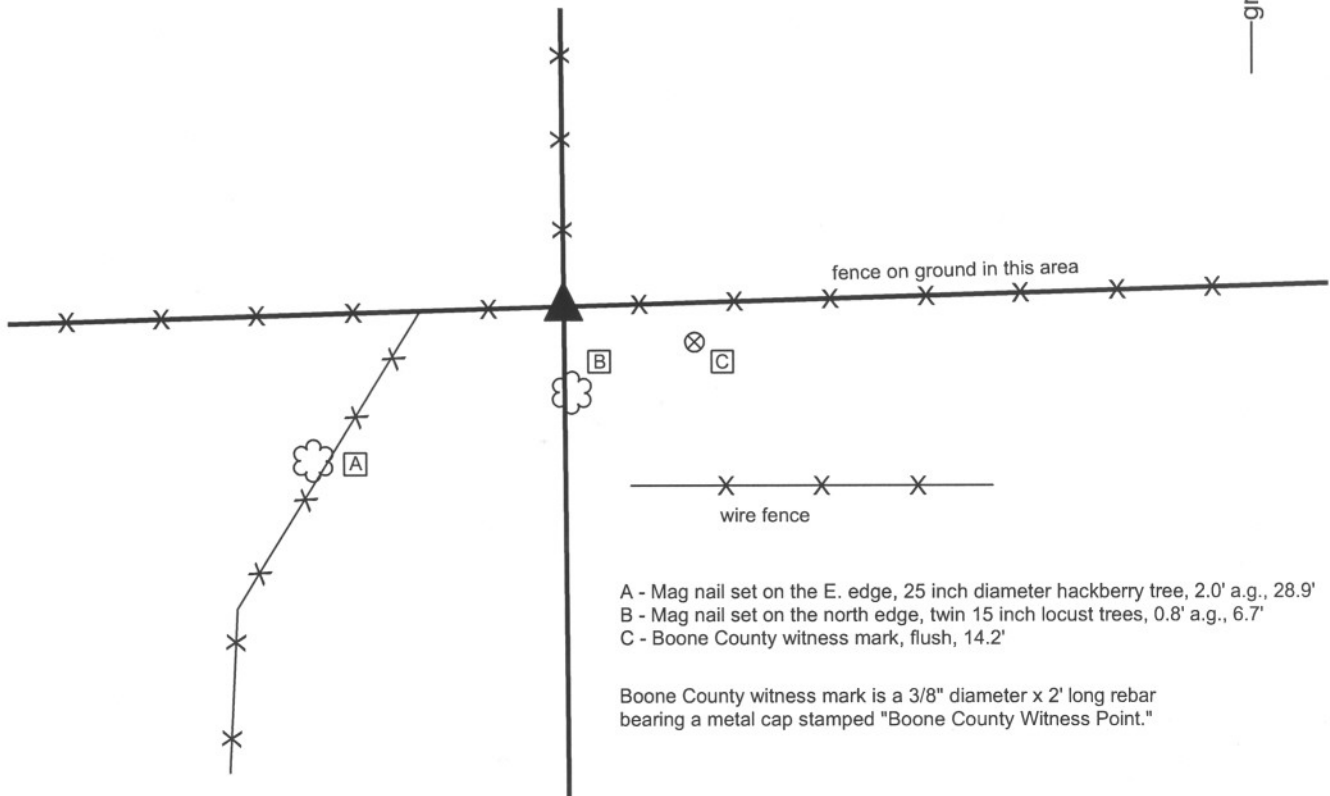 fence on ground in this area
B
C
A
wire fence
A - Mag nail set on the E. edge, 25 inch diameter hackberry tree, 2.0' a.g., 28.9'
B - Mag nail set on the north edge, twin 15 inch locust trees, 0.8' a.g., 6.7'
C - Boone County witness mark, flush, 14.2'
Boone County witness mark is a 3/8" diameter x 2' long rebar
bearing a metal cap stamped "Boone County Witness Point."